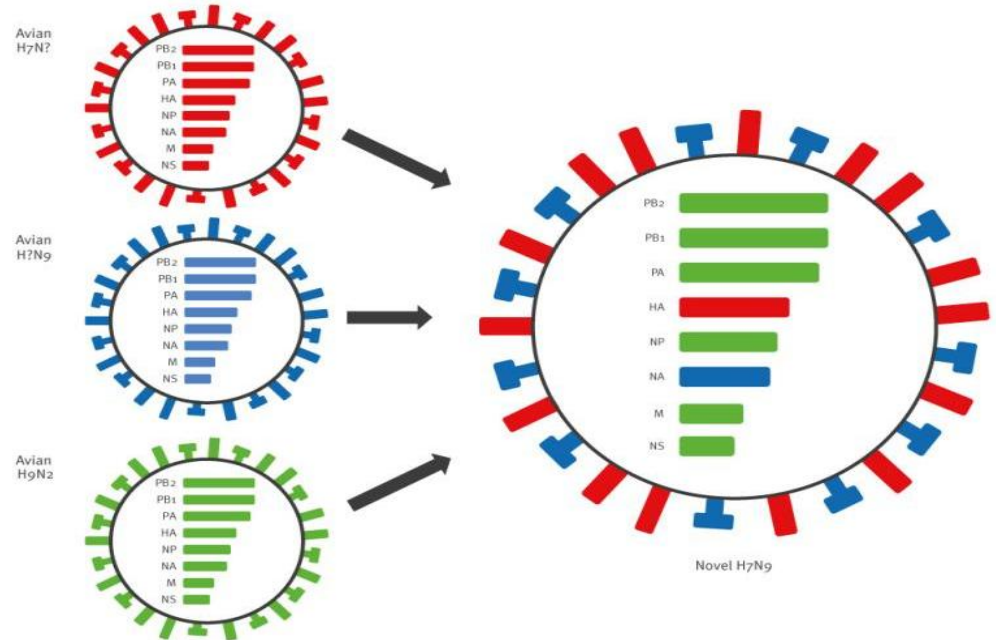 Avian
H7N?
PB2
PB1
PA
HA
NP
NA
M
NS
Avian
H?N9
PB2
PB1
PA
HA
NP
NA
M
NS
Avian
H9N2
PB2
PB1
PA
HA
NP
NA
M
NS
PB2
PB1
PA
HA
NP
NA
M
NS
Novel H7N9